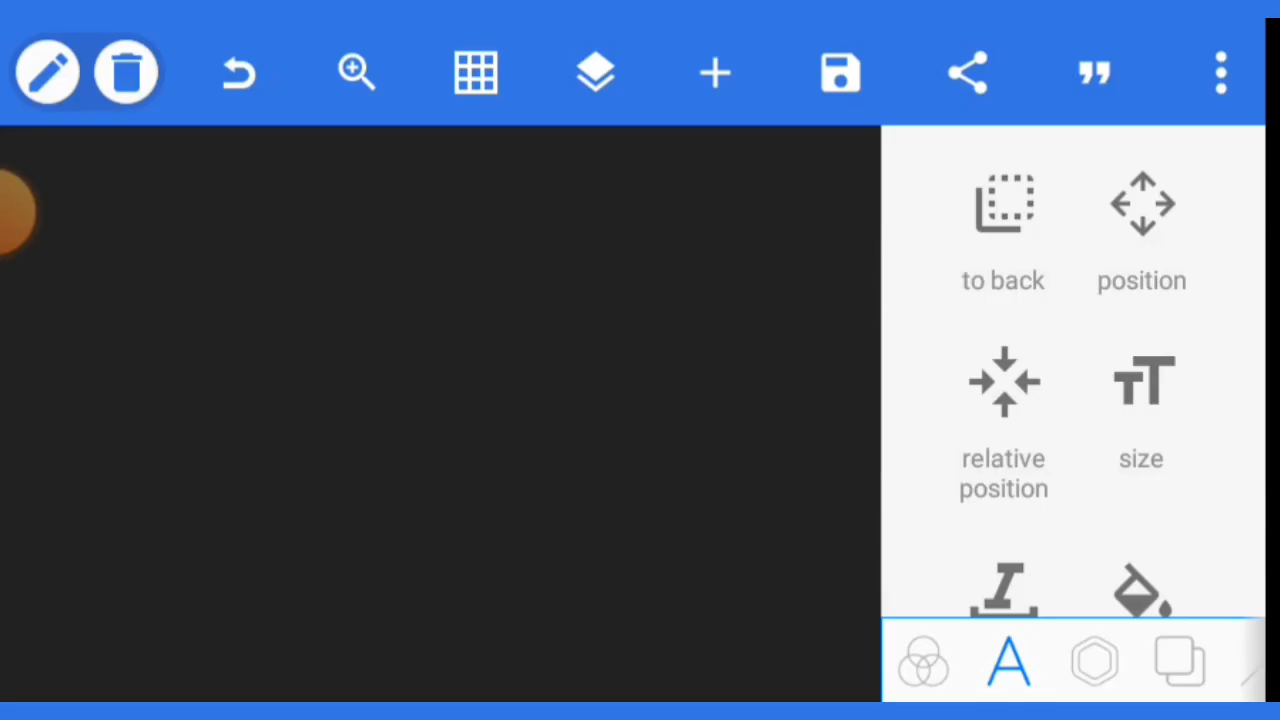 to back
position
relative
position
size